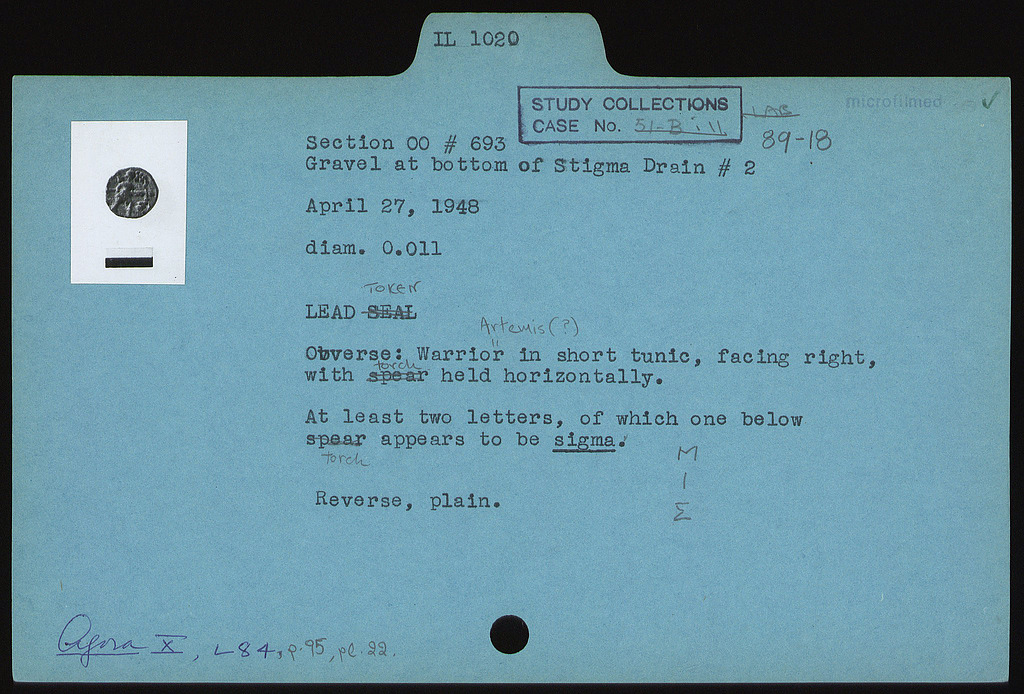 IL 1020
STUDY COLLECTIONS
CASE No. 51-B:11
LAB
89-18
microfilmed ✓
Section OO # 693
Gravel at bottom of Stigma Drain # 2
April 27, 1948
diam. 0.011
TOKEN
LEAD SEAL
Artemis(?)
Obverse: Warrior in short tunic, facing right,
torch
with spear held horizontally.
At least two letters, of which one below
spear appears to be sigma.
torch
M
I
Σ
Reverse, plain.
Agora X, L84, p.95, pl.22.